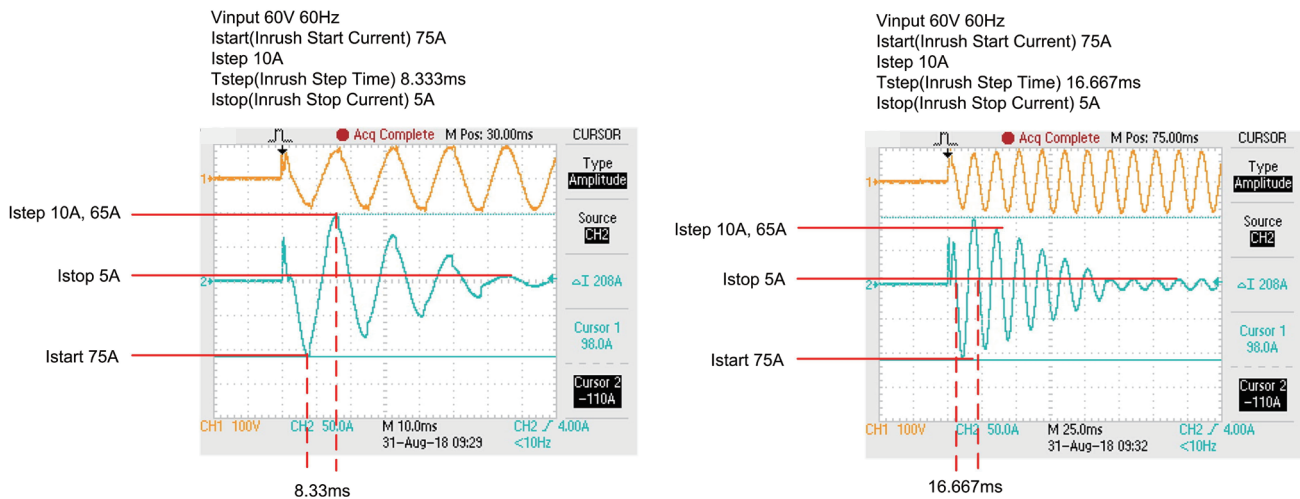 Vinput 60V 60Hz
Istart(Inrush Start Current) 75A
Istep 10A
Tstep(Inrush Step Time) 8.333ms
Istop(Inrush Stop Current) 5A
Acq Complete M Pos: 30.00ms CURSOR
Type
Amplitude
Source
CH2
△I 208A
Cursor 1
98.0A
Cursor 2
-110A
1
2
Istep 10A, 65A
Istop 5A
Istart 75A
CH1 100V CH2 50.0A M 10.0ms CH2 / 4.00A
31-Aug-18 09:29 <10Hz
8.33ms
Vinput 60V 60Hz
Istart(Inrush Start Current) 75A
Istep 10A
Tstep(Inrush Step Time) 16.667ms
Istop(Inrush Stop Current) 5A
Acq Complete M Pos: 75.00ms CURSOR
Type
Amplitude
Source
CH2
△I 208A
Cursor 1
98.0A
Cursor 2
-110A
1
2
Istep 10A, 65A
Istop 5A
Istart 75A
CH1 100V CH2 50.0A M 25.0ms CH2 / 4.00A
31-Aug-18 09:32 <10Hz
16.667ms